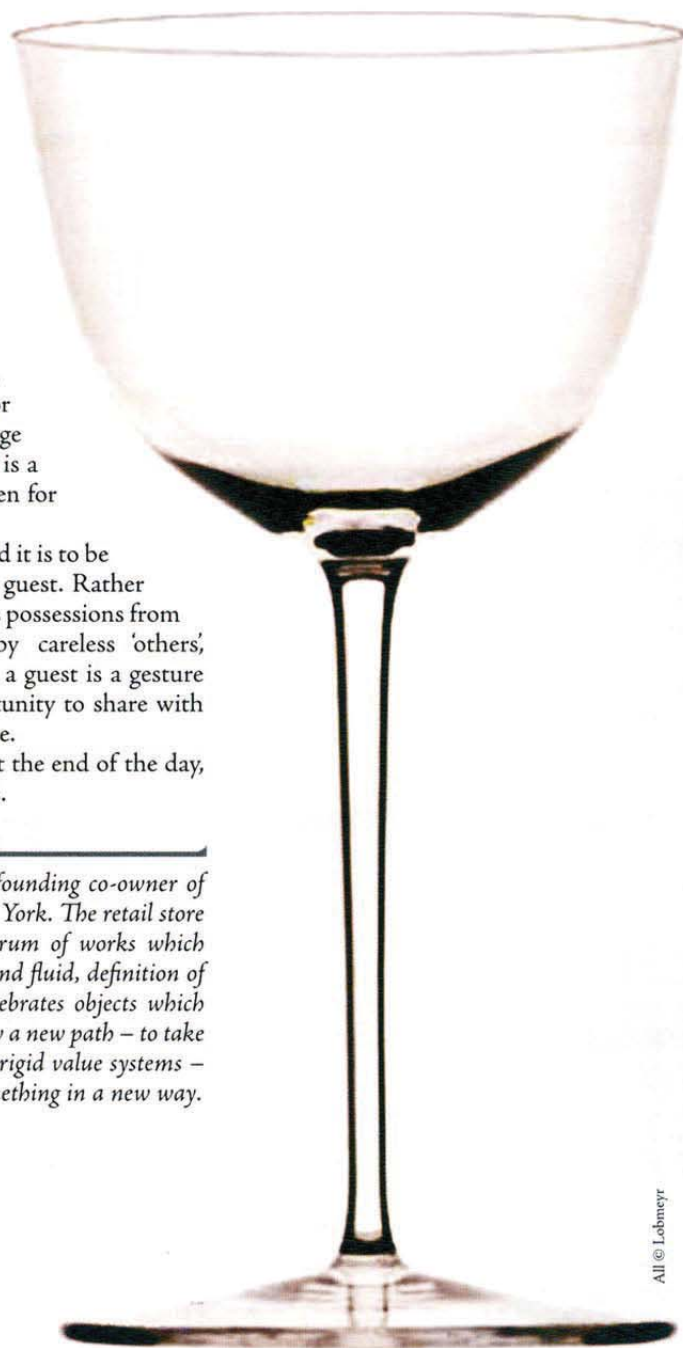 or
ge
is a
en for
d it is to be
guest. Rather
possessions from
by careless ‘others’,
a guest is a gesture
tunity to share with
e.
t the end of the day,
.
founding co-owner of
York. The retail store
rum of works which
nd fluid, definition of
ebrates objects which
w a new path – to take
rigid value systems –
ething in a new way.
All © Lobmeyr